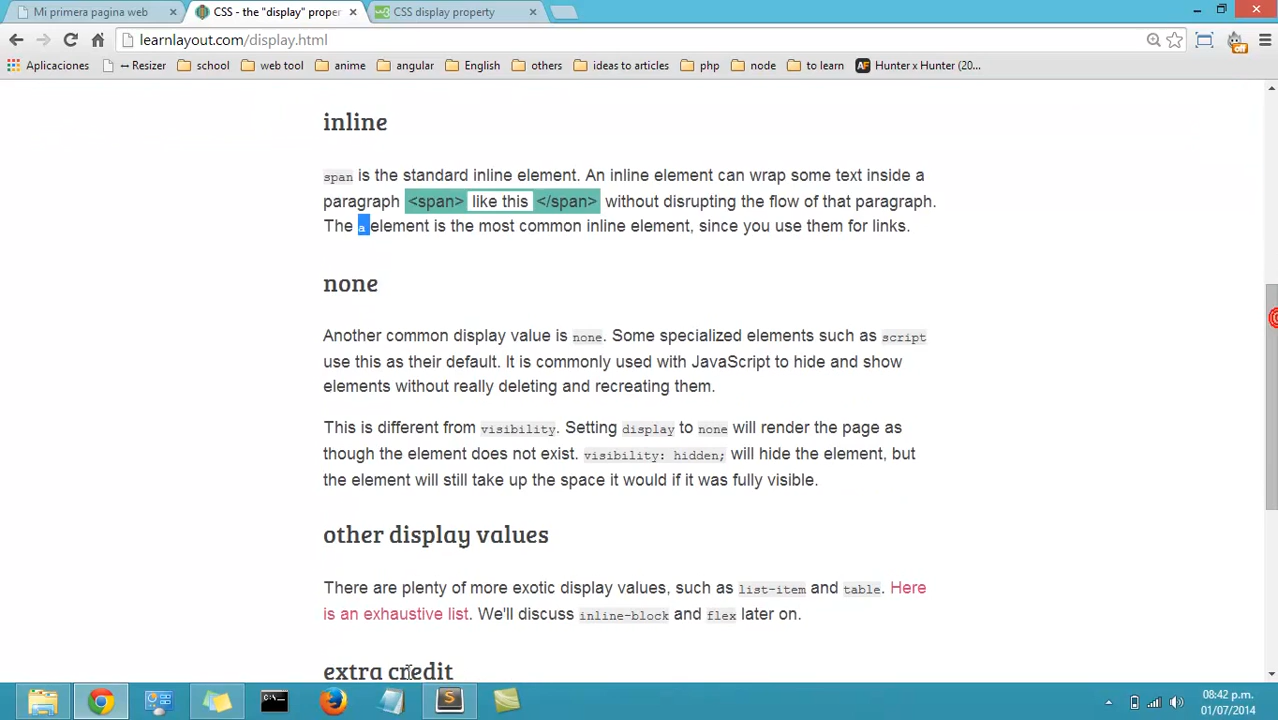 Mi primera pagina web
CSS - the "display" proper
CSS display property
learnlayout.com/display.html
Aplicaciones
↔ Resizer
school
web tool
anime
angular
English
others
ideas to articles
php
node
to learn
AF Hunter x Hunter (20...
off
inline
span is the standard inline element. An inline element can wrap some text inside a
paragraph <span> like this </span> without disrupting the flow of that paragraph.
The a element is the most common inline element, since you use them for links.
none
Another common display value is none. Some specialized elements such as script
use this as their default. It is commonly used with JavaScript to hide and show
elements without really deleting and recreating them.
This is different from visibility. Setting display to none will render the page as
though the element does not exist. visibility: hidden; will hide the element, but
the element will still take up the space it would if it was fully visible.
other display values
There are plenty of more exotic display values, such as list-item and table. Here
is an exhaustive list. We'll discuss inline-block and flex later on.
extra credit
08:42 p.m.
01/07/2014